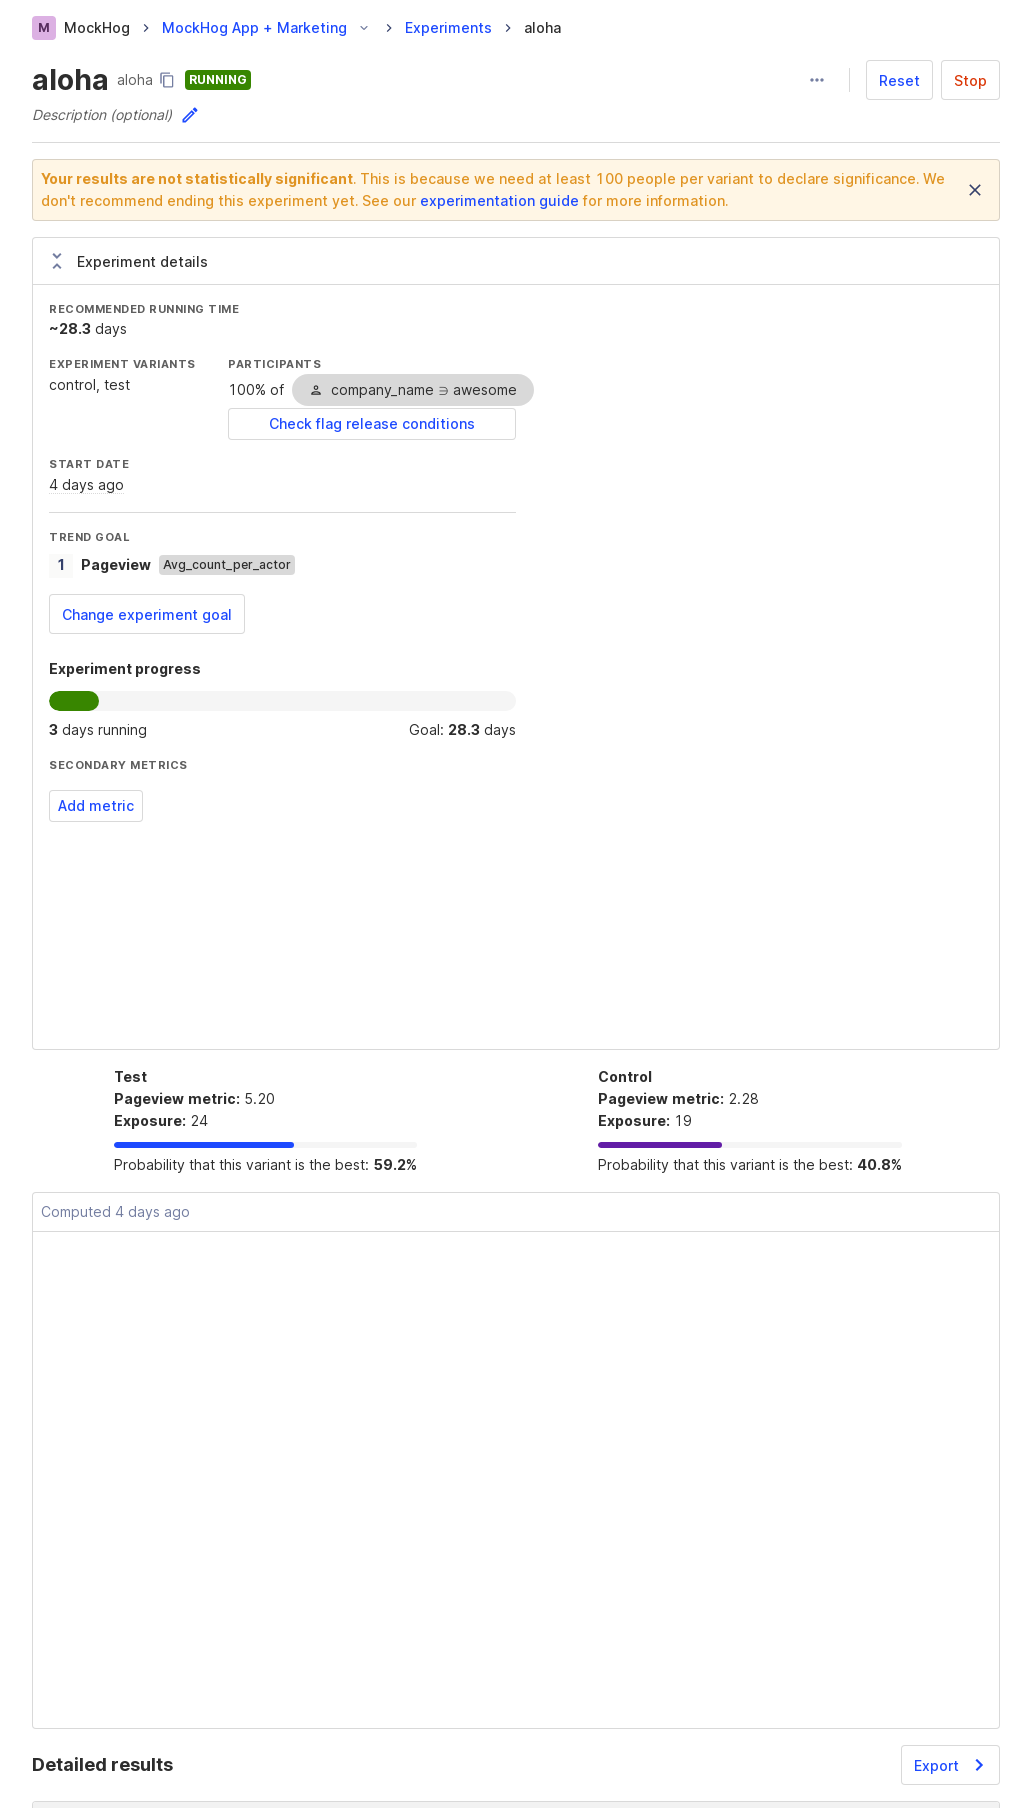 M MockHog MockHog App + Marketing Experiments aloha
aloha aloha RUNNING Reset Stop
Description (optional)
Your results are not statistically significant. This is because we need at least 100 people per variant to declare significance. We
don't recommend ending this experiment yet. See our experimentation guide for more information.
Experiment details
RECOMMENDED RUNNING TIME
~28.3 days
EXPERIMENT VARIANTS PARTICIPANTS
control, test 100% of company_name ∋ awesome
Check flag release conditions
START DATE
4 days ago
TREND GOAL
1 Pageview Avg_count_per_actor
Change experiment goal
Experiment progress
3 days running Goal: 28.3 days
SECONDARY METRICS
Add metric
Test Control
Pageview metric: 5.20 Pageview metric: 2.28
Exposure: 24 Exposure: 19
Probability that this variant is the best: 59.2% Probability that this variant is the best: 40.8%
Computed 4 days ago
Detailed results Export